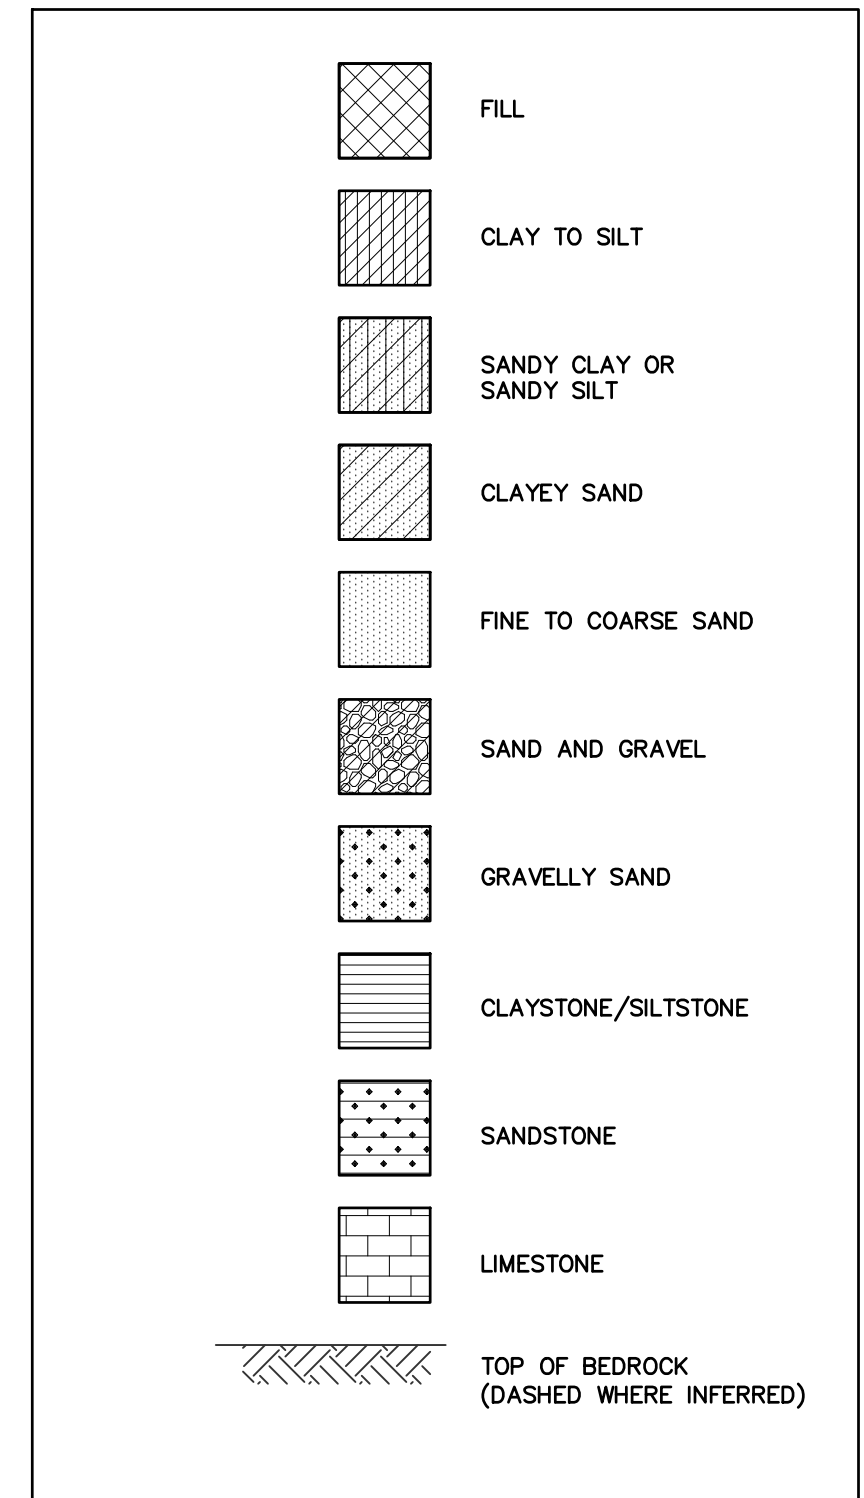 FILL
CLAY TO SILT
SANDY CLAY OR
SANDY SILT
CLAYEY SAND
FINE TO COARSE SAND
SAND AND GRAVEL
GRAVELLY SAND
CLAYSTONE/SILTSTONE
SANDSTONE
LIMESTONE
TOP OF BEDROCK
(DASHED WHERE INFERRED)